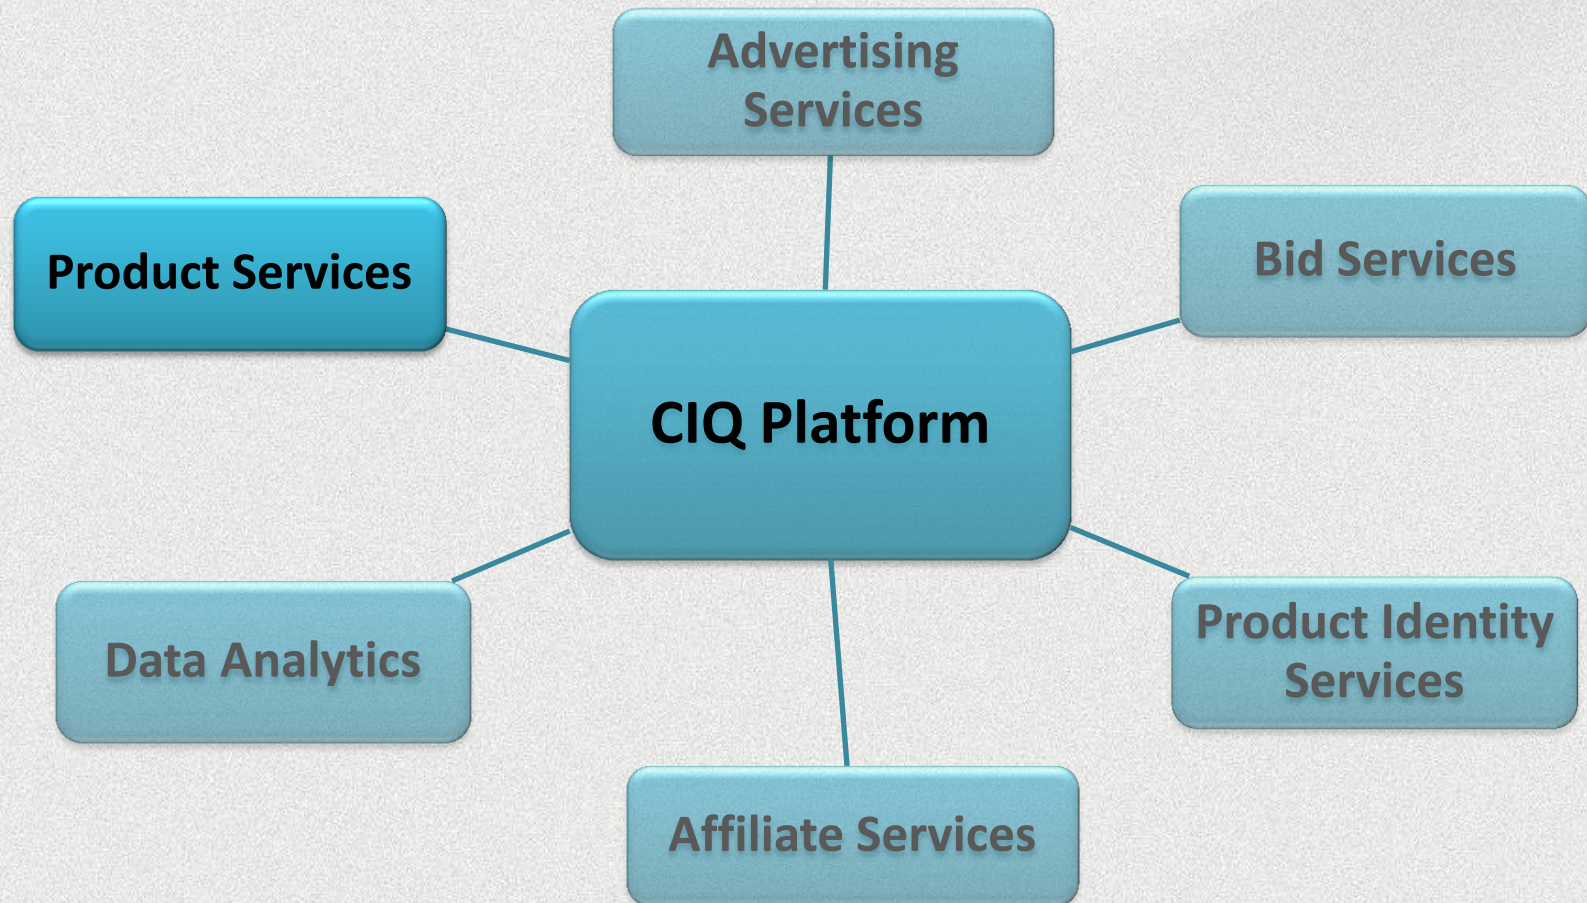 Advertising
Services
Product Services
Bid Services
CIQ Platform
Data Analytics
Product Identity
Services
Affiliate Services